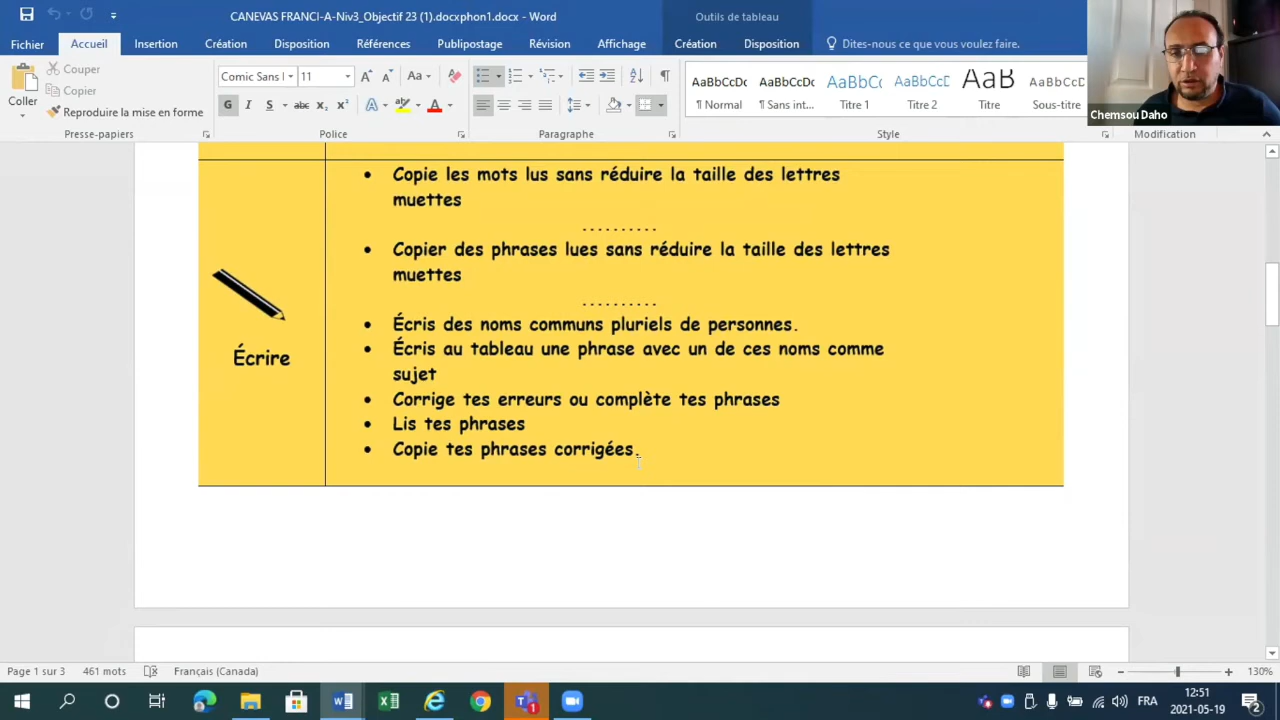 CANEVAS FRANCI-A-Niv3_Objectif 23 (1).docxphon1.docx - Word
Outils de tableau
Fichier Accueil Insertion Création Disposition Références Publipostage Révision Affichage Création Disposition Dites-nous ce que vous voulez faire.
Coller
Couper
Copier
Reproduire la mise en forme
Presse-papiers
Comic Sans 11
Police
Paragraphe
AaBbCcDc AaBbCcDc AaBbCc AaBbCcE AaB AaBbCcD
¶ Normal ¶ Sans int... Titre 1 Titre 2 Titre Sous-titre
Style
Modification
Chemsou Daho
Écrire
• Copie les mots lus sans réduire la taille des lettres
muettes
..........
• Copier des phrases lues sans réduire la taille des lettres
muettes
..........
• Écris des noms communs pluriels de personnes.
• Écris au tableau une phrase avec un de ces noms comme
sujet
• Corrige tes erreurs ou complète tes phrases
• Lis tes phrases
• Copie tes phrases corrigées.
Page 1 sur 3 461 mots Français (Canada) 130%
FRA
12:51
2021-05-19